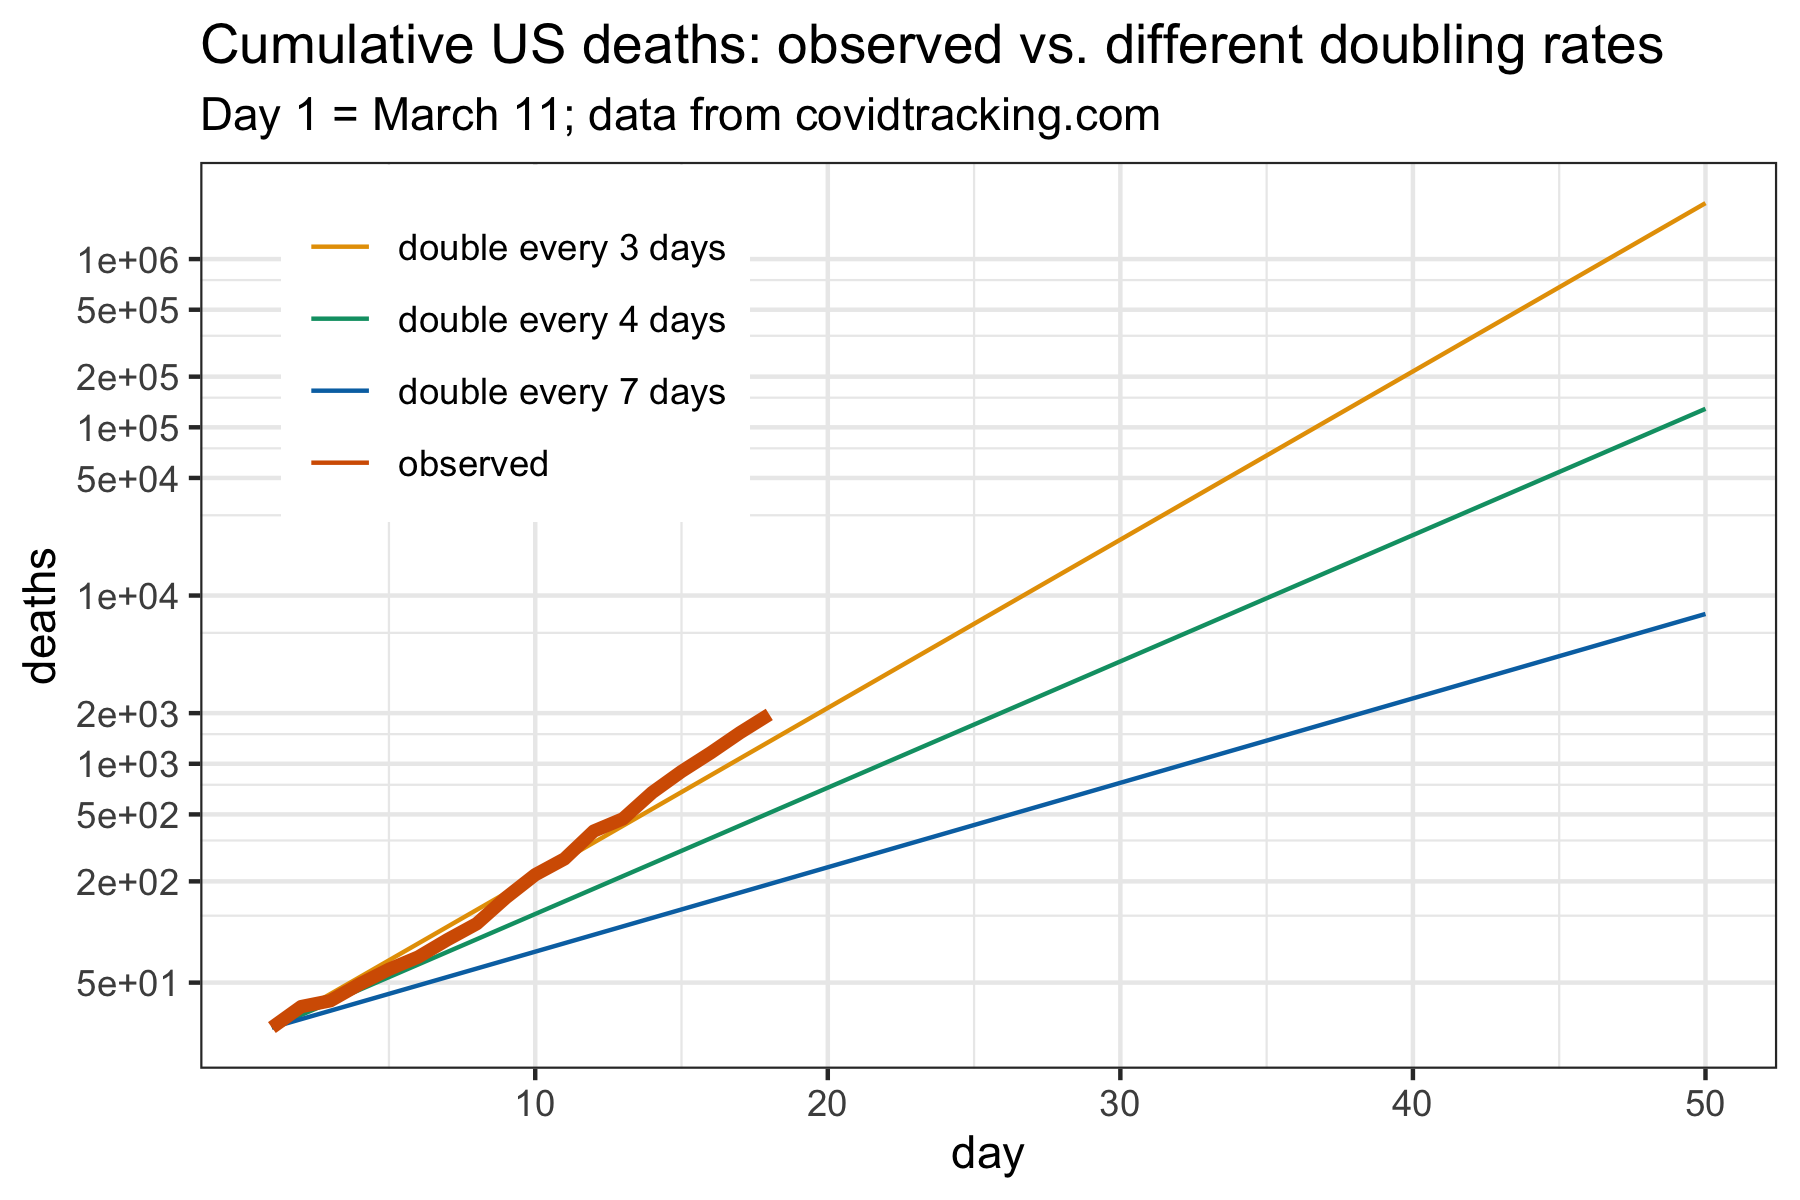 Cumulative US deaths: observed vs. different doubling rates
Day 1 = March 11; data from covidtracking.com
double every 3 days
double every 4 days
double every 7 days
observed
1e+06
5e+05
2e+05
1e+05
5e+04
1e+04
2e+03
1e+03
5e+02
2e+02
5e+01
deaths
10 20 30 40 50
day